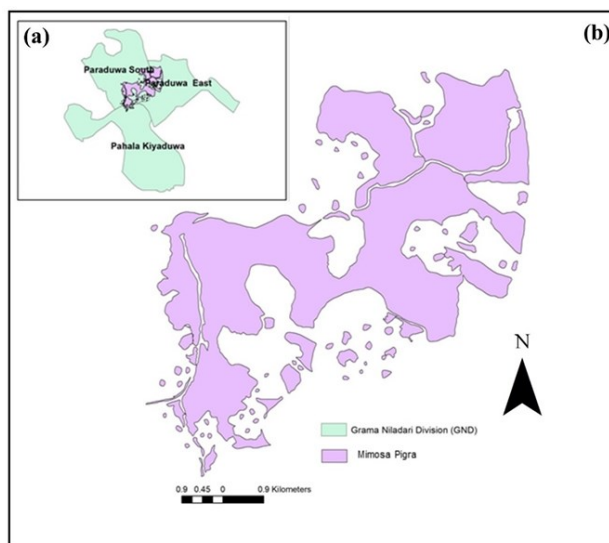 (a)
(b)
Paraduwa South
Paraduwa East
Pahala Kiyaduwa
N
Grama Niladari Division (GND)
Mimosa Pigra
0.9 0.45 0 0.9 Kilometers